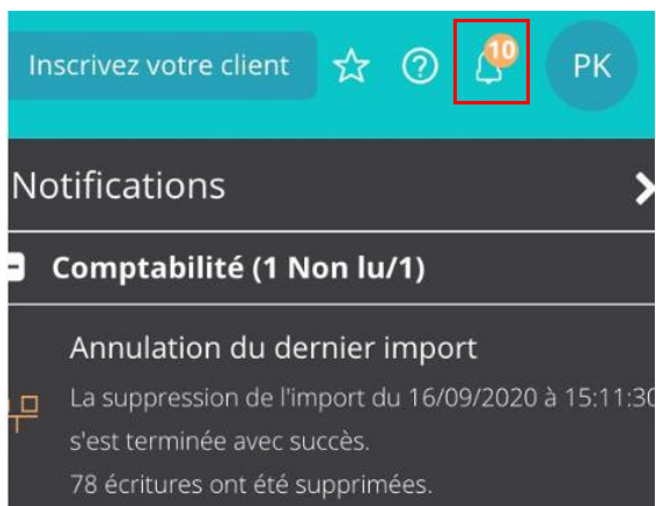 Inscrivez votre client
10
PK
Notifications
Comptabilité (1 Non lu/1)
Annulation du dernier import
La suppression de l'import du 16/09/2020 à 15:11:30
s'est terminée avec succès.
78 écritures ont été supprimées.